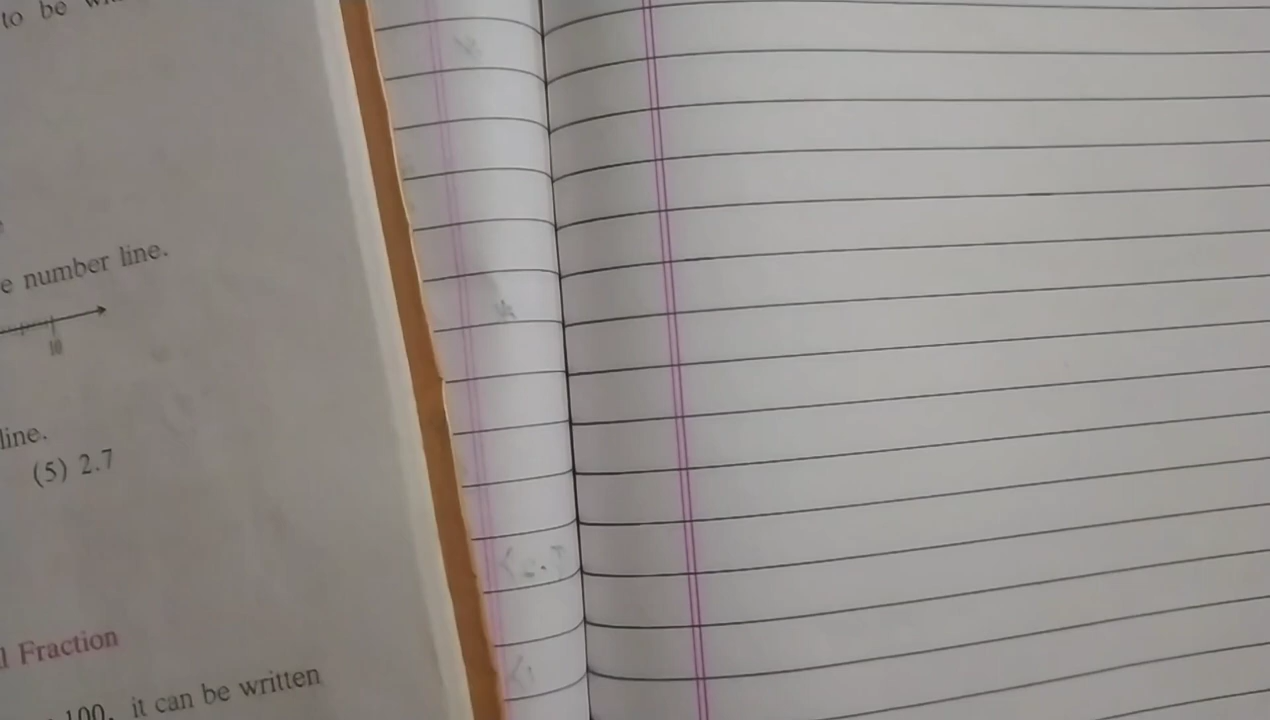 to be
e number line.
10
line.
(5) 2.7
l Fraction
100, it can be written